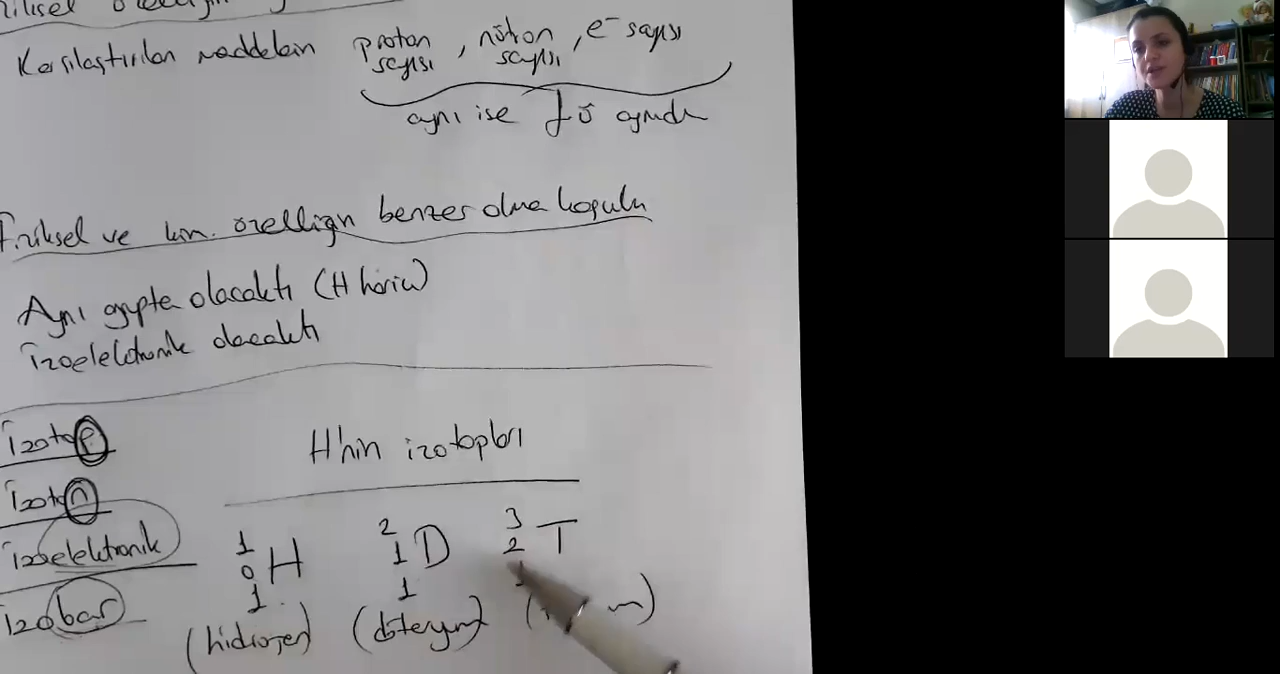 Karşılaştırılan maddelerin proton sayısı, nötron sayısı, e⁻ sayısı
aynı ise fö aynıdır
Fiziksel ve kim. özelliğin benzer olma koşulu
Aynı grupta olacaktı (H hariç)
İzoelektronik olacaktı
İzotop
H'nin izotopları
İzoton
İzoelektronik
İzobar
1 0 1 H
2 1 1 D
3 2 1 T
(hidrojen) (döteryum)